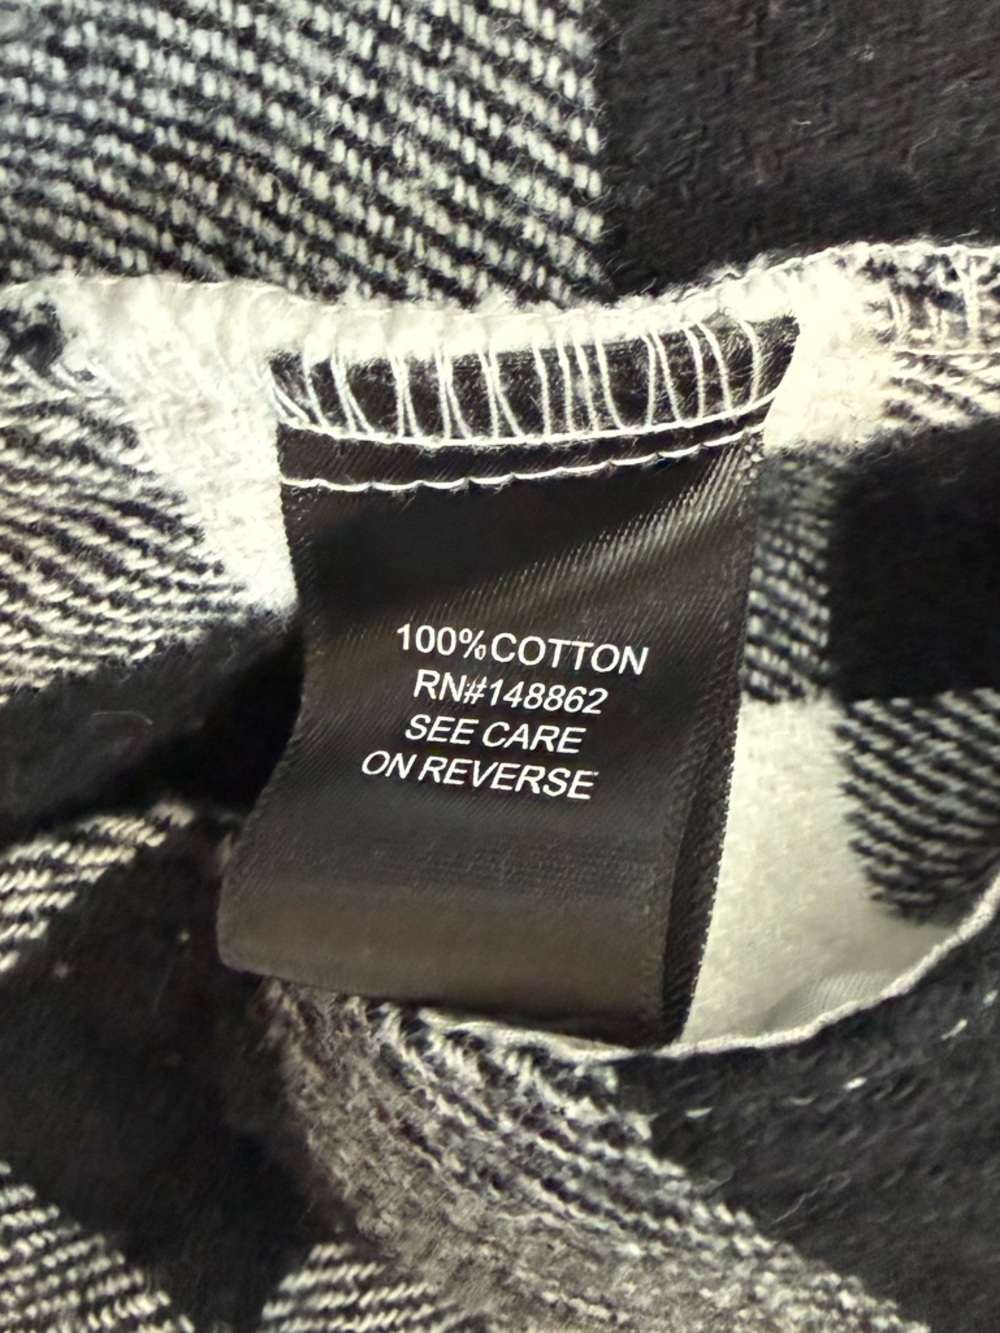 100%COTTON
RN#148862
SEE CARE
ON REVERSE